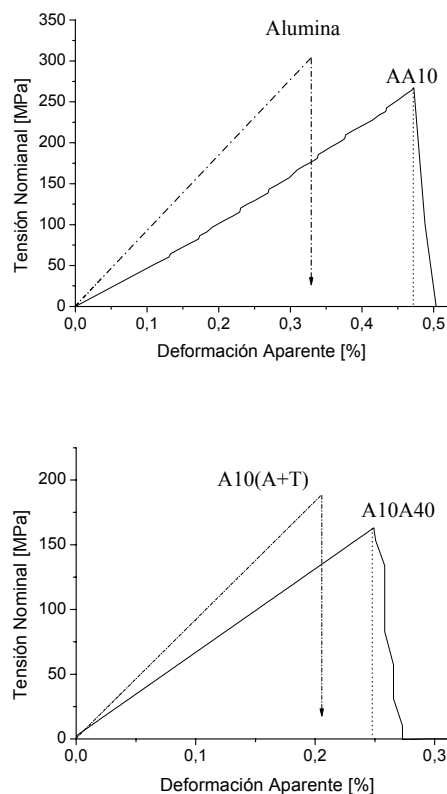 Alumina
AA10
350
300
250
200
150
100
50
0
Tensión Nomianal [MPa]
0,0 0,1 0,2 0,3 0,4 0,5
Deformación Aparente [%]
A10(A+T)
A10A40
200
150
100
50
0
Tensión Nominal [MPa]
0,0 0,1 0,2 0,3
Deformación Aparente [%]